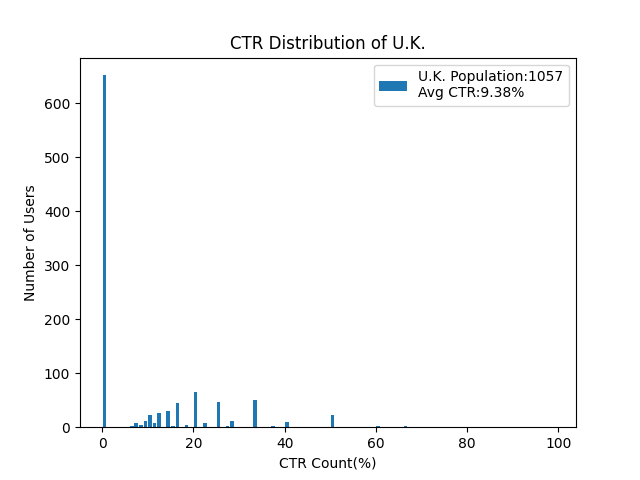 CTR Distribution of U.K.
U.K. Population:1057
Avg CTR:9.38%
Number of Users
600
500
400
300
200
100
0
0 20 40 60 80 100
CTR Count(%)